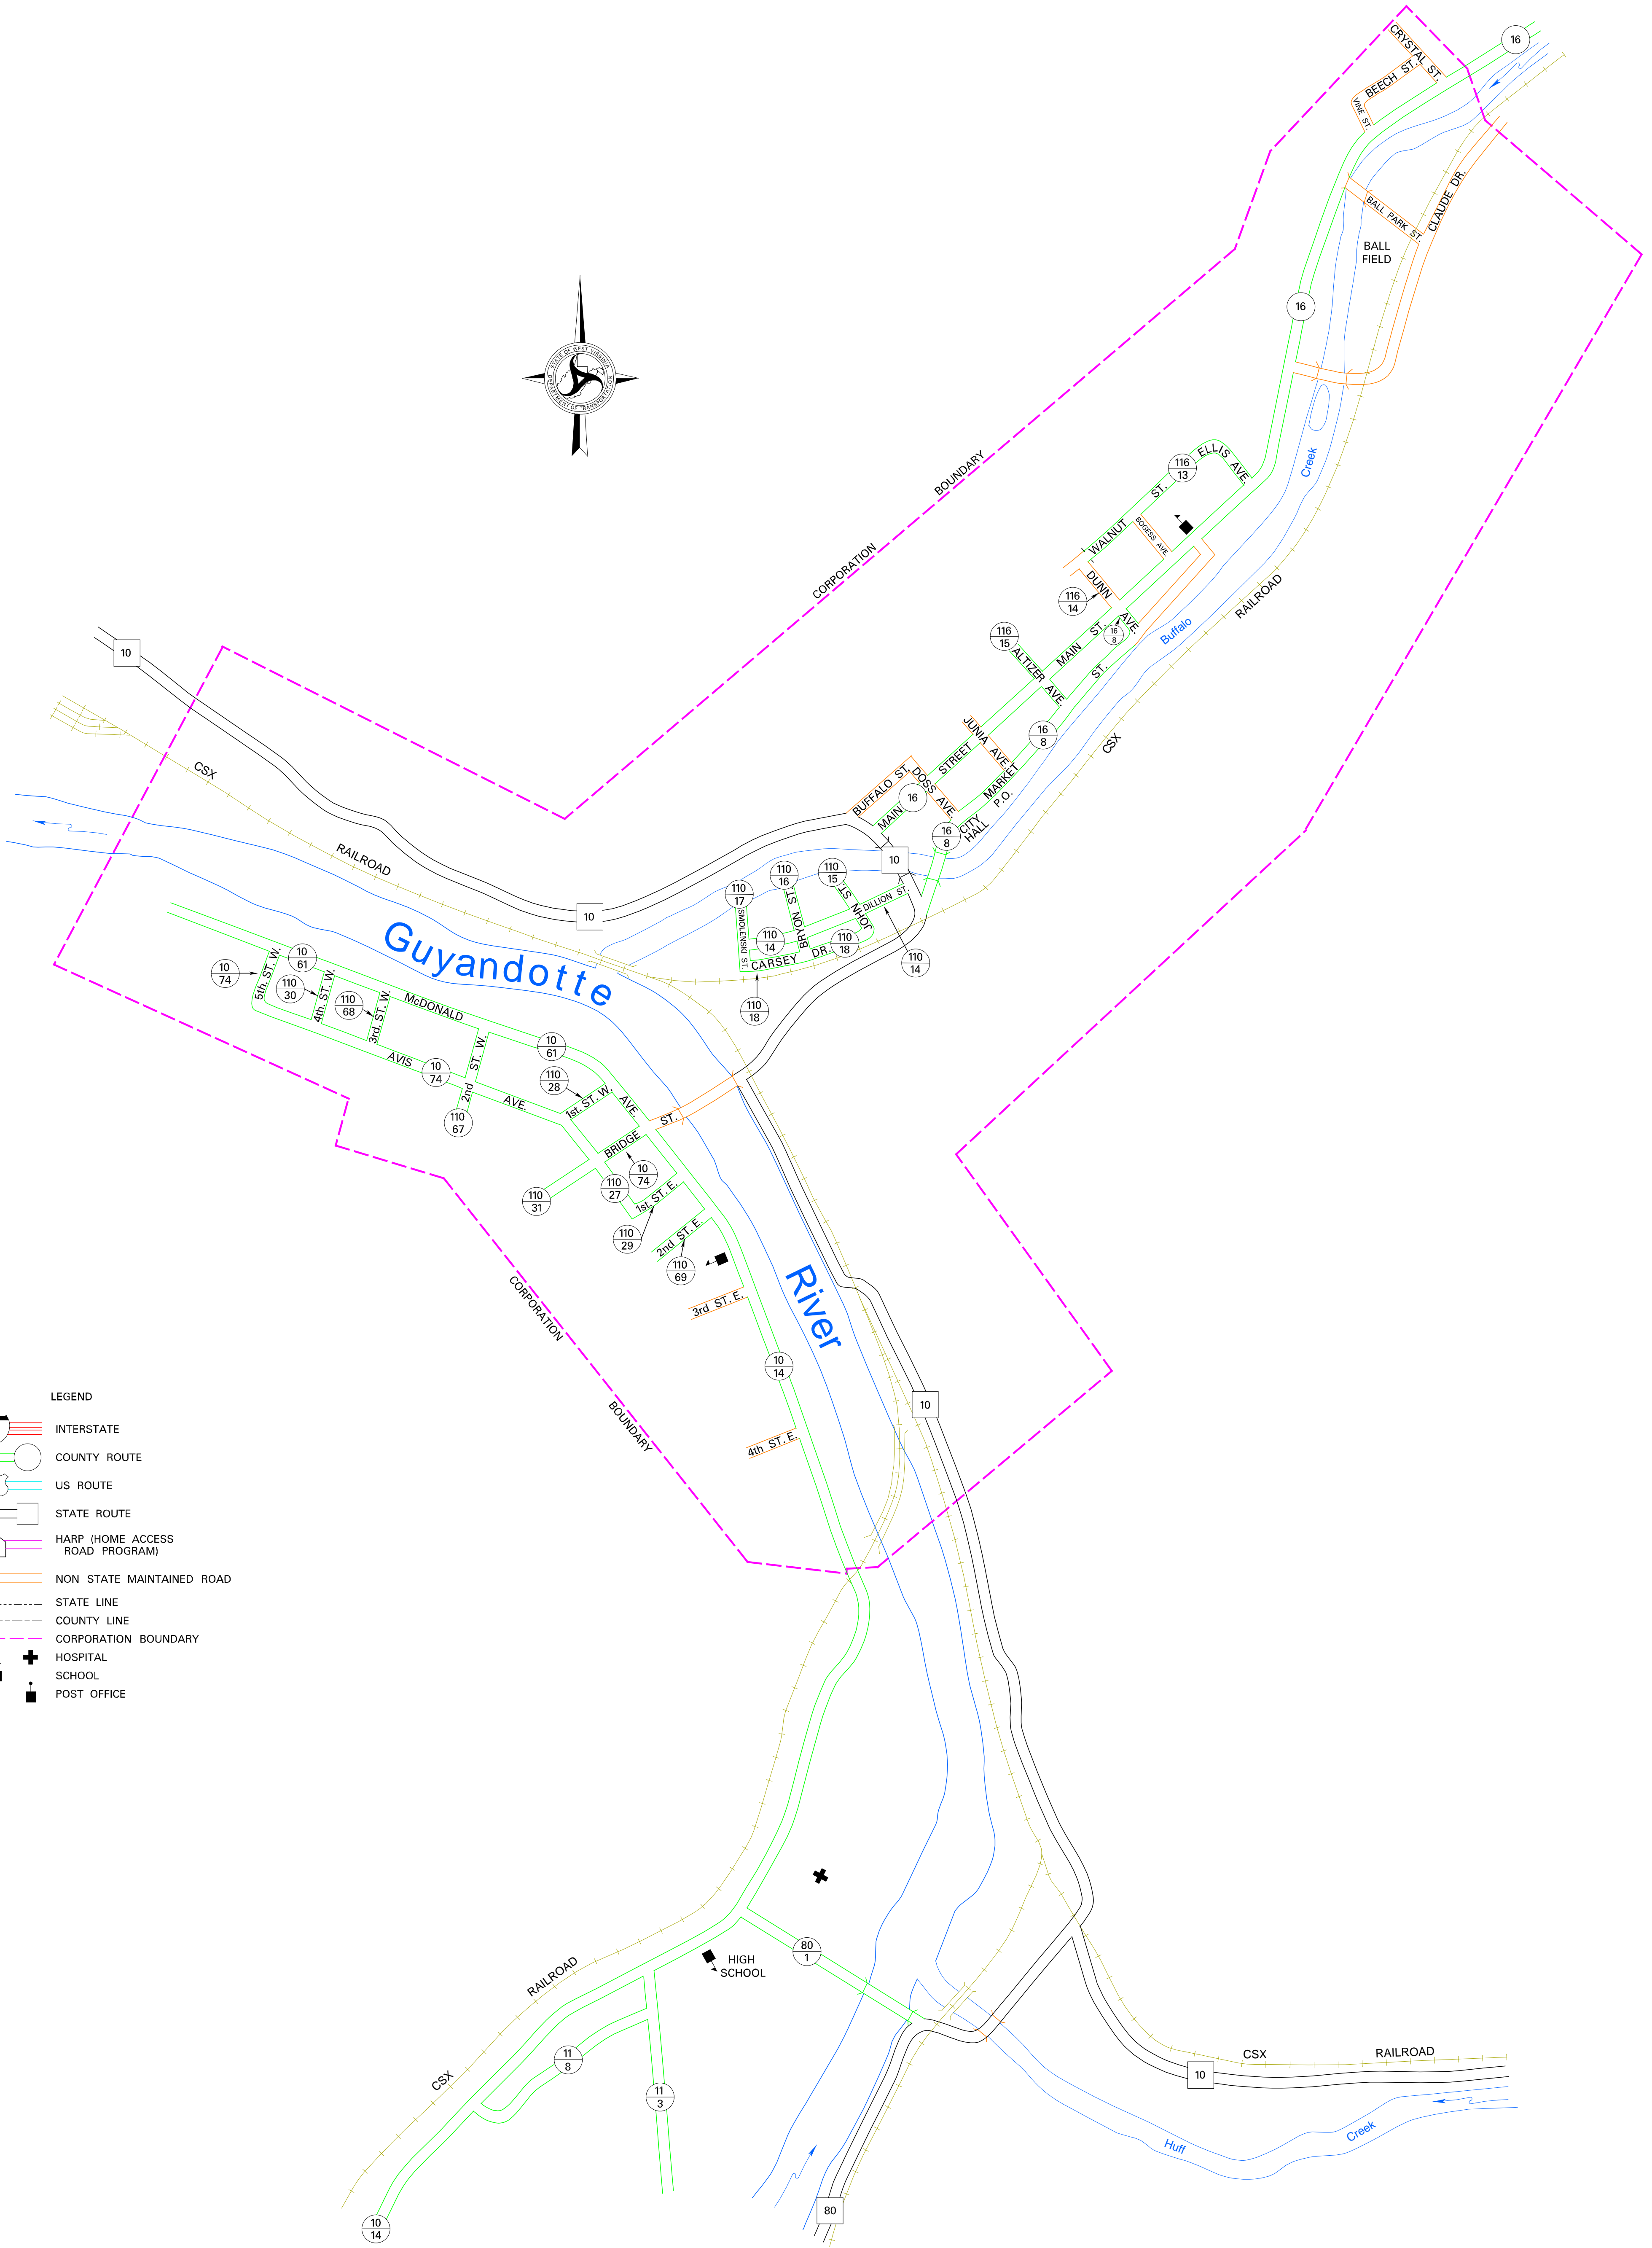 CRYSTAL ST.
16
BEECH ST.
VINE ST.
CLAUDE DR.
BALL PARK ST.
BALL
FIELD
16
STATE OF WEST VIRGINIA
DEPARTMENT OF TRANSPORTATION
Creek
ELLIS AVE.
116
13
WALNUT ST.
BOGESS AVE.
BOUNDARY
CORPORATION
DUNN AVE.
116
14
RAILROAD
116
15
16
8
Buffalo
MAIN ST.
ALTIZER AVE.
10
JUNIA AVE.
16
8
CSX
STREET
MARKET ST.
P.O.
BUFFALO ST.
DOSS AVE.
16
MAIN
CITY
HALL
16
8
10
CSX
RAILROAD
110
17
110
16
110
15
SMOLENSKI ST.
BRYON ST.
JOHN ST.
DILLION ST.
10
110
14
110
18
CARSEY DR.
110
14
110
18
Guyandotte
10
74
5th. ST. W.
10
61
110
30
4th. ST. W.
110
68
3rd. ST. W.
McDONALD AVE.
AVIS AVE.
10
74
2nd ST. W.
110
67
10
61
110
28
1st. ST. W.
BRIDGE ST.
10
74
110
27
110
31
1st. ST. E.
110
29
2nd ST. E.
110
69
River
3rd ST. E.
CORPORATION
BOUNDARY
10
14
10
4th ST. E.
LEGEND
INTERSTATE
COUNTY ROUTE
US ROUTE
STATE ROUTE
HARP (HOME ACCESS
ROAD PROGRAM)
NON STATE MAINTAINED ROAD
STATE LINE
COUNTY LINE
CORPORATION BOUNDARY
HOSPITAL
SCHOOL
POST OFFICE
80
1
HIGH
SCHOOL
RAILROAD
CSX
11
8
11
3
10
14
CSX
RAILROAD
10
Huff
Creek
80